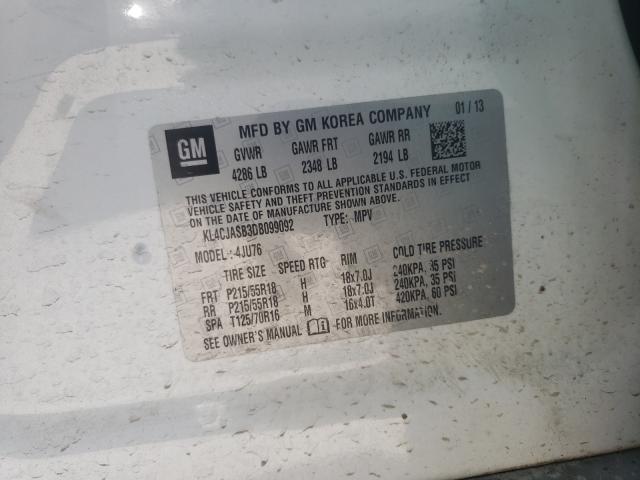 GM
MFD BY GM KOREA COMPANY 01/13
GVWR GAWR FRT GAWR RR
4286 LB 2348 LB 2194 LB
THIS VEHICLE CONFORMS TO ALL APPLICABLE U.S. FEDERAL MOTOR
VEHICLE SAFETY AND THEFT PREVENTION STANDARDS IN EFFECT
ON THE DATE OF MANUFACTURE SHOWN ABOVE.
KL4CJASB3DB099092 TYPE: MPV
MODEL: 4JU76
TIRE SIZE SPEED RTG RIM COLD TIRE PRESSURE
FRT P215/55R18 H 18x7.0J 240KPA, 35 PSI
RR P215/55R18 H 18x7.0J 240KPA, 35 PSI
SPA T125/70R16 M 16x4.0T 420KPA, 60 PSI
SEE OWNER'S MANUAL FOR MORE INFORMATION.